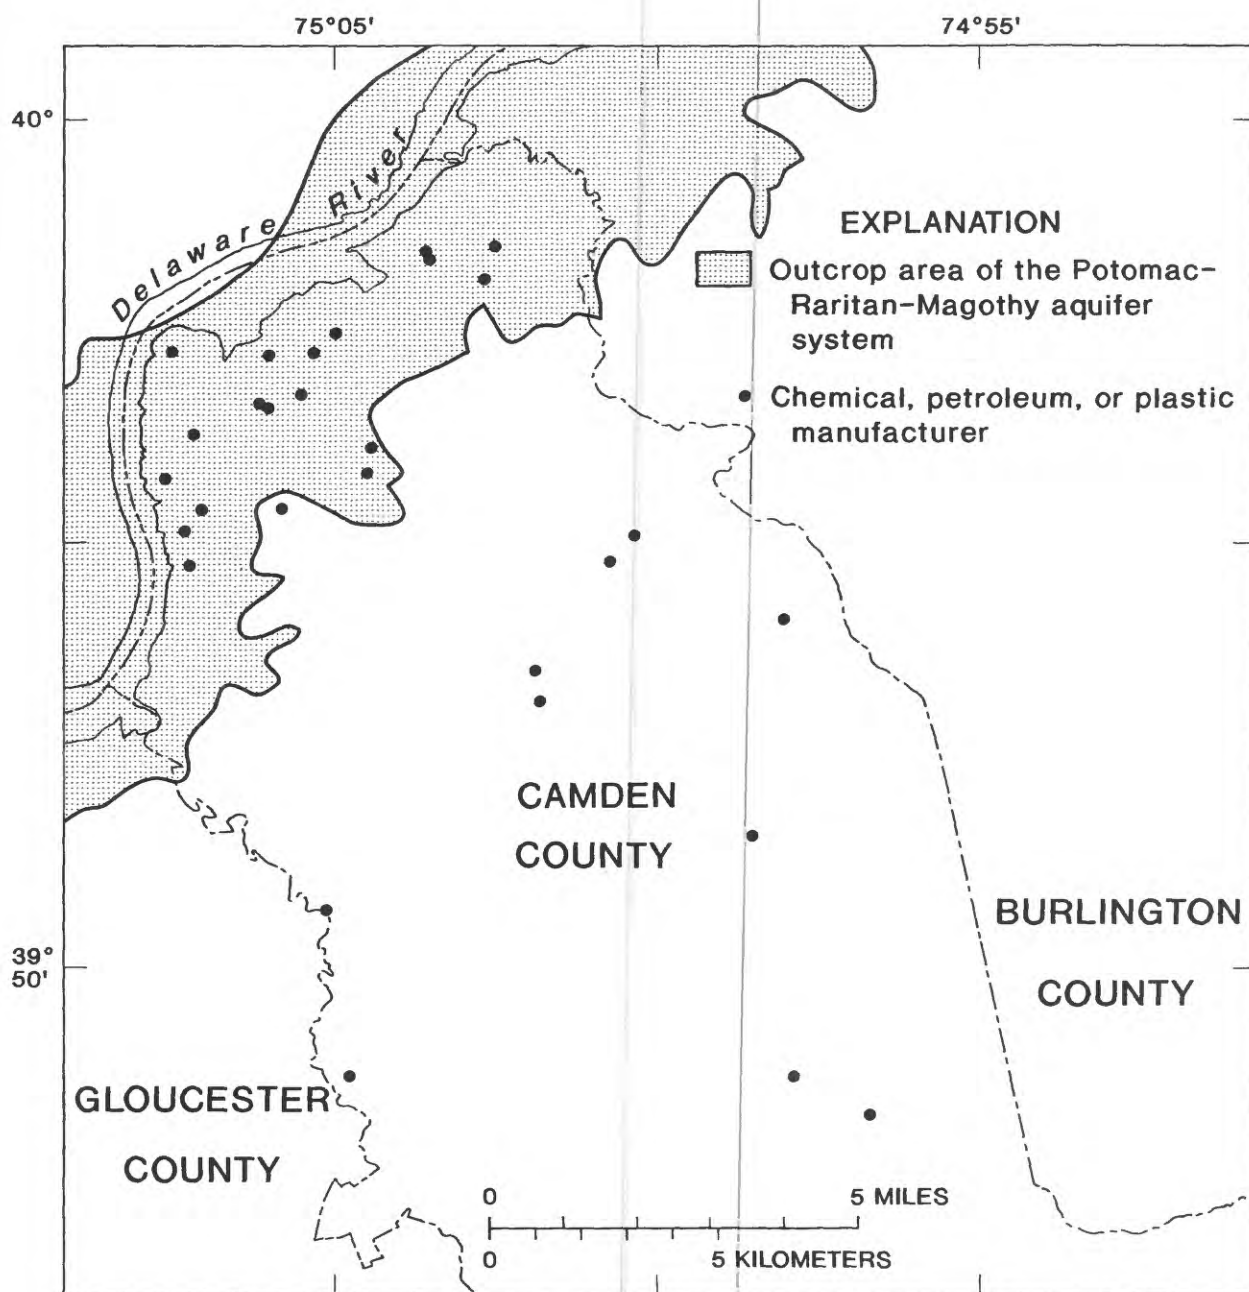 75°05' 74°55'
40°
Delaware River
EXPLANATION
Outcrop area of the Potomac-
Raritan-Magothy aquifer
system
Chemical, petroleum, or plastic
manufacturer
CAMDEN
COUNTY
BURLINGTON
COUNTY
39°
50'
GLOUCESTER
COUNTY
0 5 MILES
0 5 KILOMETERS